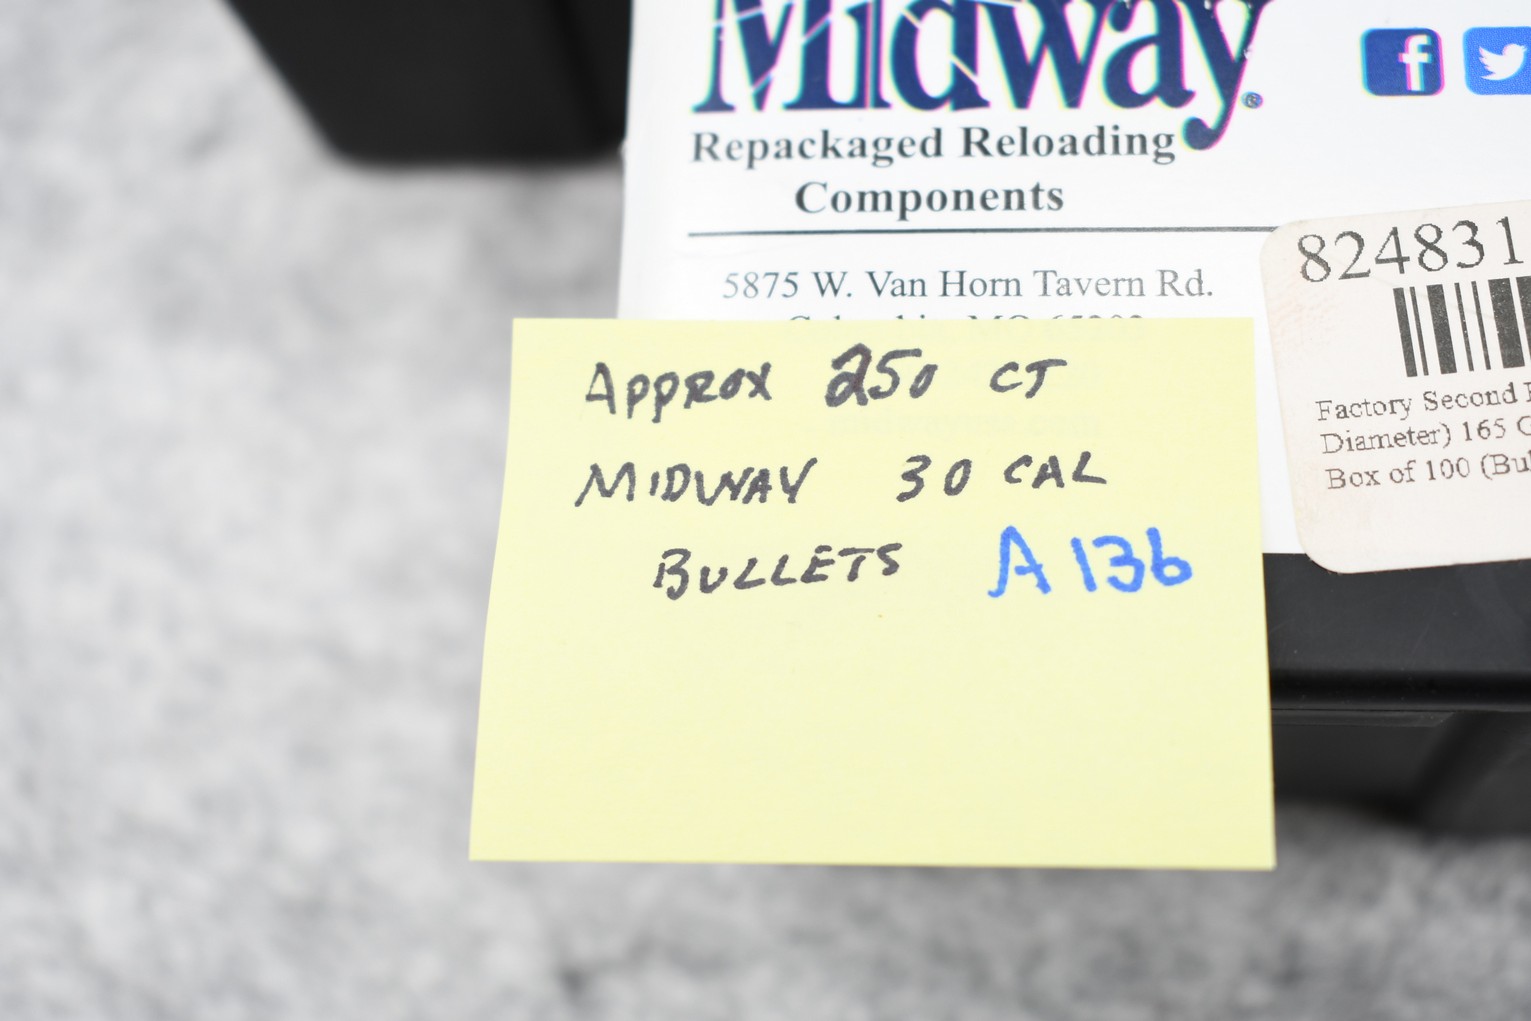 Midway®
Repackaged Reloading
Components
5875 W. Van Horn Tavern Rd.
824831
Factory Second
Diameter) 165
Box of 100 (Bul
APPROX 250 CT
MIDWAY 30 CAL
BULLETS A136